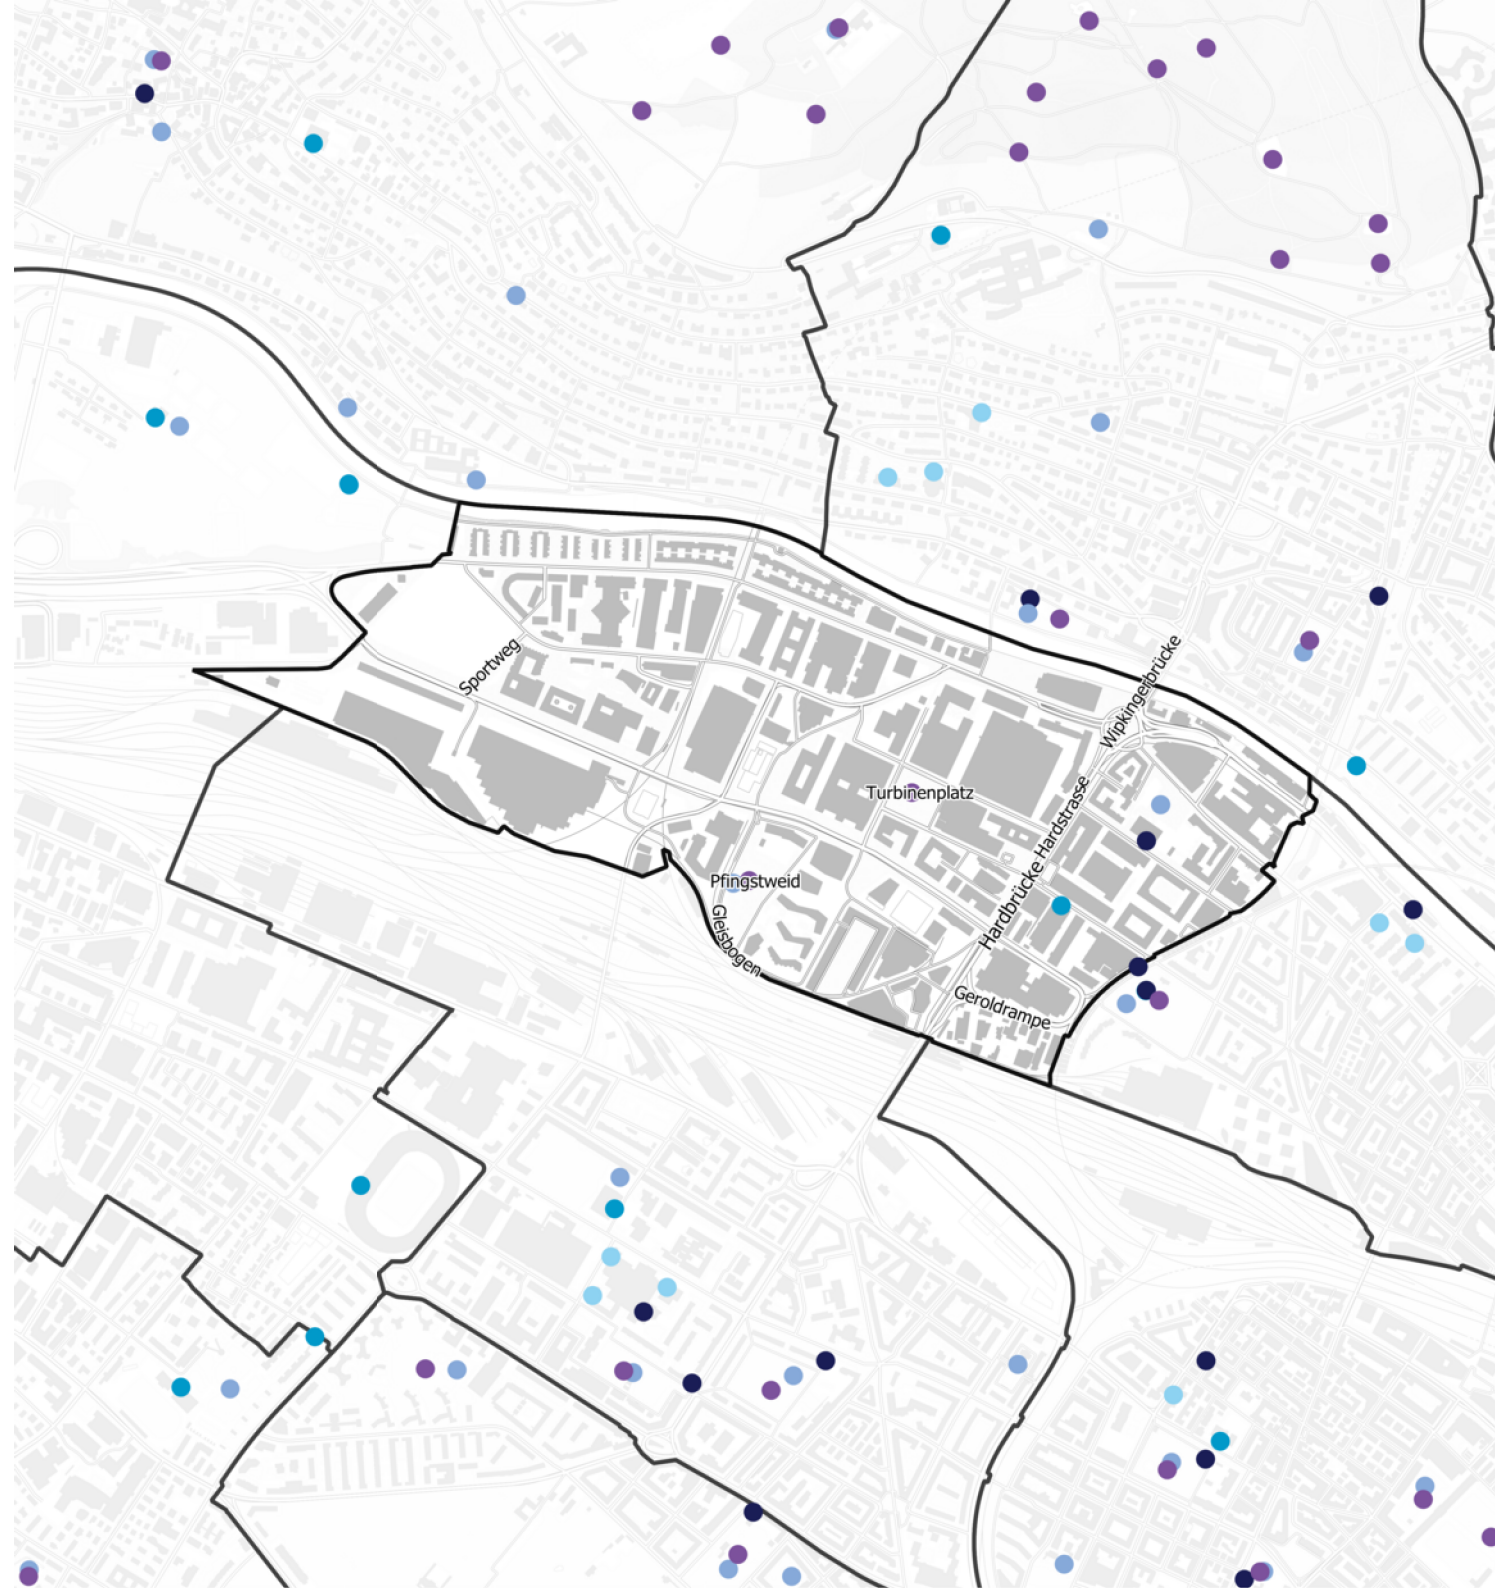 Sportweg
Wipkingerbrücke
Turbinenplatz
Hardstrasse
Pfingstweid
Hardbrücke
Gleisbogen
Geroldrampe